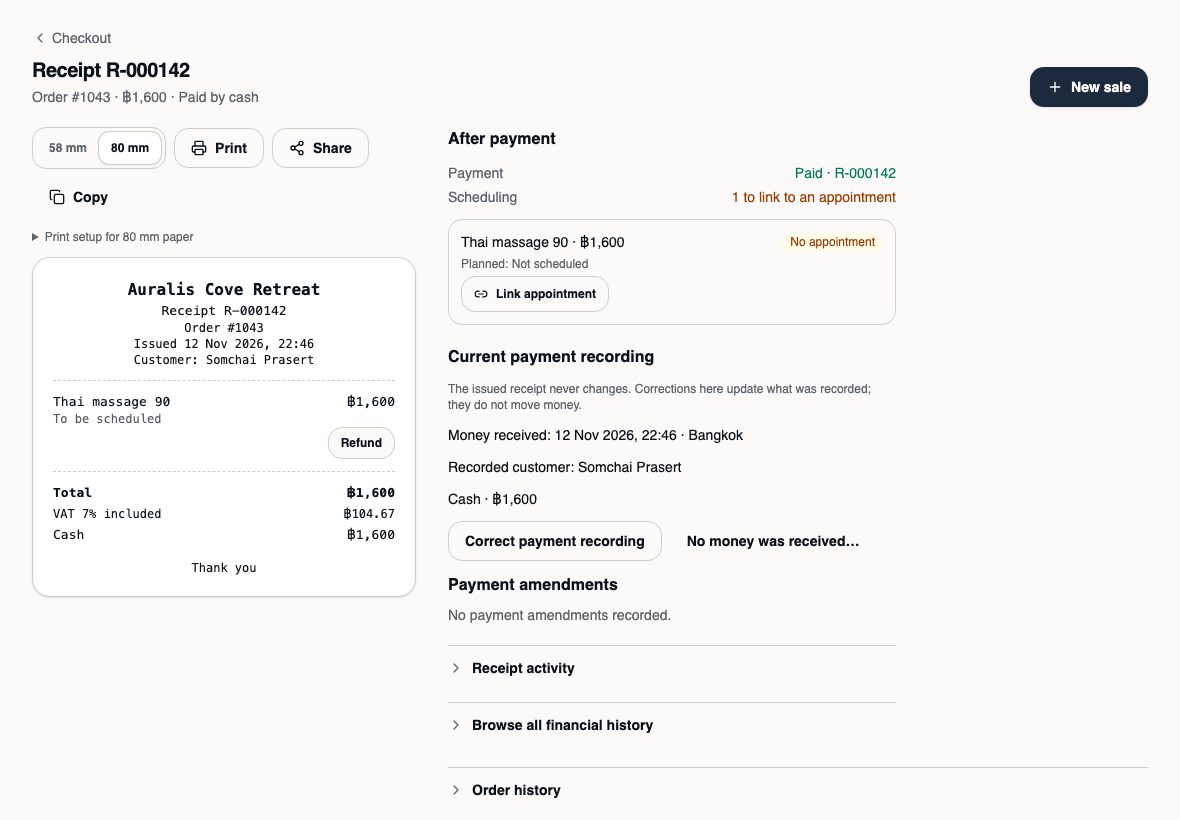 Checkout
Receipt R-000142
Order #1043 · ฿1,600 · Paid by cash
New sale
58 mm 80 mm Print Share
Copy
Print setup for 80 mm paper
Auralis Cove Retreat
Receipt R-000142
Order #1043
Issued 12 Nov 2026, 22:46
Customer: Somchai Prasert
Thai massage 90 ฿1,600
To be scheduled
Refund
Total ฿1,600
VAT 7% included ฿104.67
Cash ฿1,600
Thank you
After payment
Payment Paid · R-000142
Scheduling 1 to link to an appointment
Thai massage 90 · ฿1,600 No appointment
Planned: Not scheduled
Link appointment
Current payment recording
The issued receipt never changes. Corrections here update what was recorded;
they do not move money.
Money received: 12 Nov 2026, 22:46 · Bangkok
Recorded customer: Somchai Prasert
Cash · ฿1,600
Correct payment recording No money was received…
Payment amendments
No payment amendments recorded.
Receipt activity
Browse all financial history
Order history